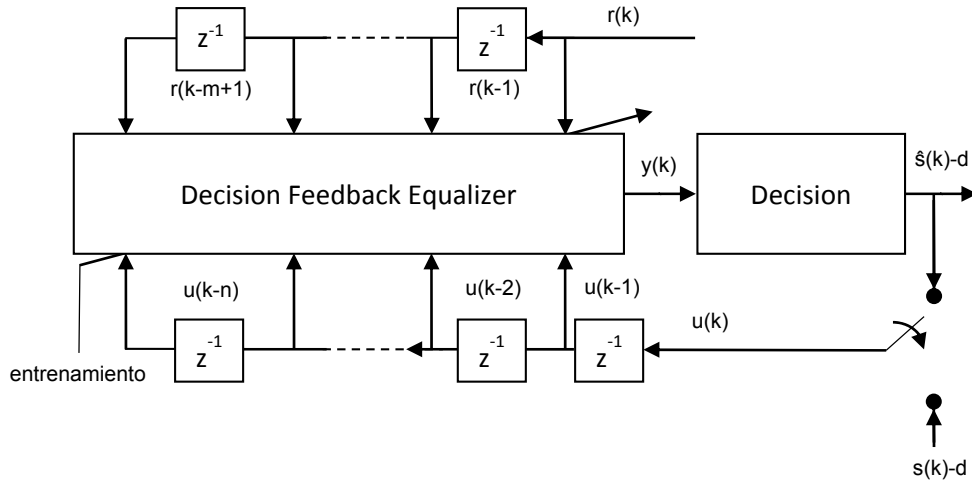 r(k)
z⁻¹
z⁻¹
r(k-m+1)
r(k-1)
Decision Feedback Equalizer
y(k)
Decision
ŝ(k)-d
u(k-n)
u(k-2)
u(k-1)
u(k)
z⁻¹
z⁻¹
z⁻¹
entrenamiento
s(k)-d